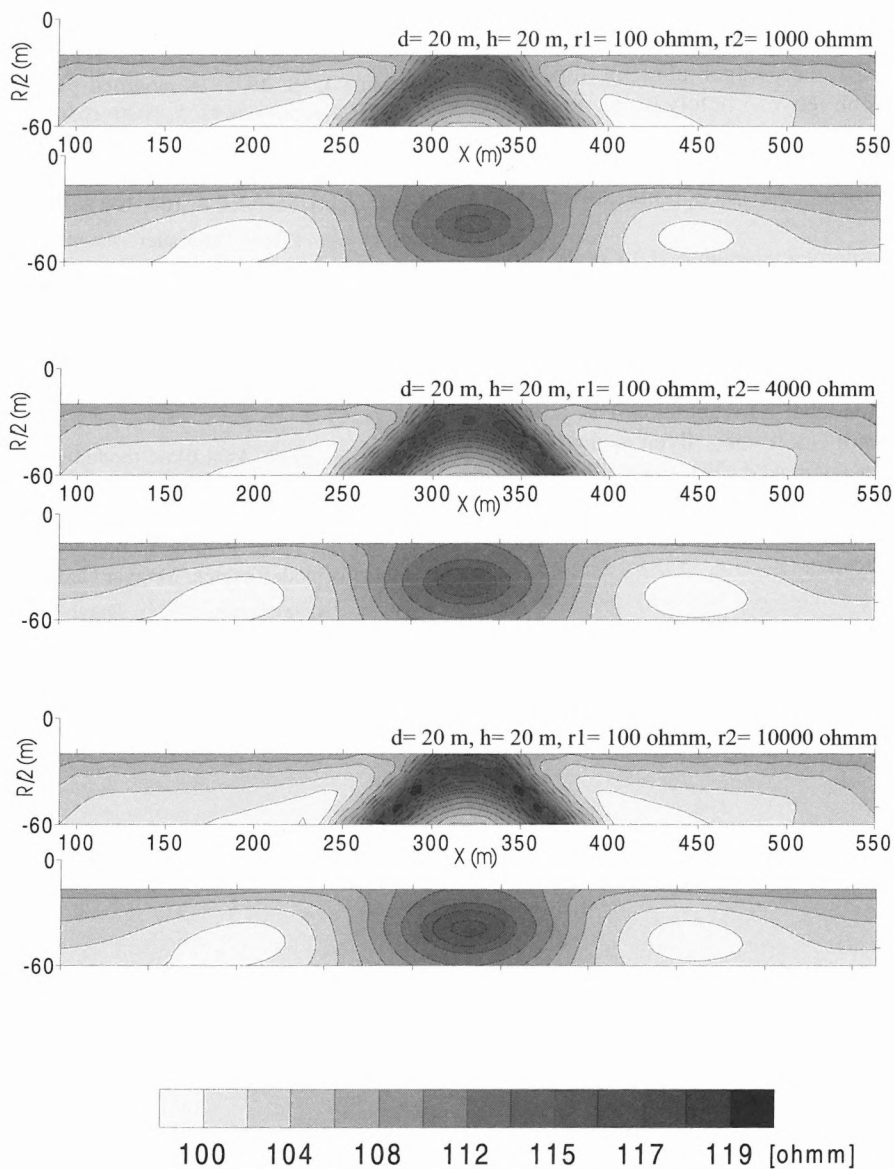 0
d= 20 m, h= 20 m, r1= 100 ohmm, r2= 1000 ohmm
R/2 (m)
-60
100 150 200 250 300 350 400 450 500 550
X (m)
0
-60
0
d= 20 m, h= 20 m, r1= 100 ohmm, r2= 4000 ohmm
R/2 (m)
-60
100 150 200 250 300 350 400 450 500 550
X (m)
0
-60
0
d= 20 m, h= 20 m, r1= 100 ohmm, r2= 10000 ohmm
R/2 (m)
-60
100 150 200 250 300 350 400 450 500 550
X (m)
0
-60
100 104 108 112 115 117 119 [ohmm]